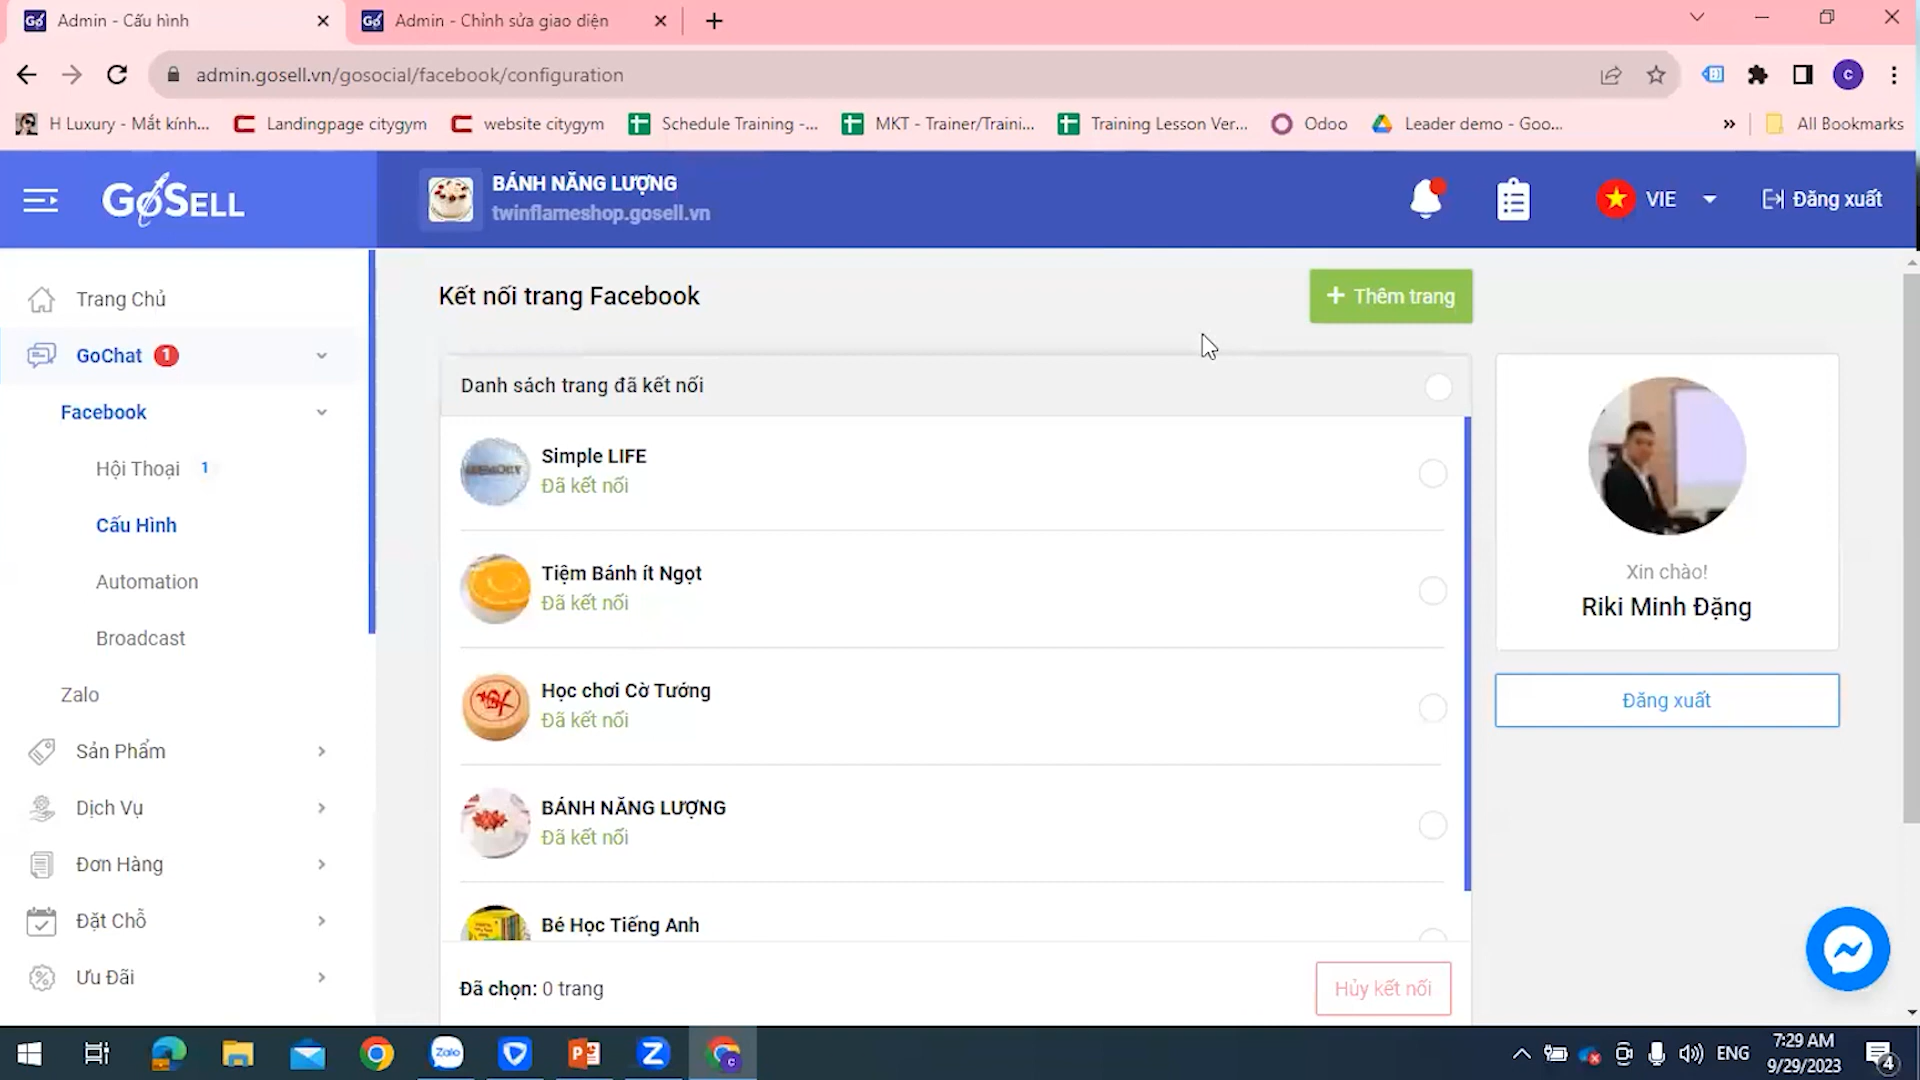 Admin - Cấu hình
Admin - Chỉnh sửa giao diện
admin.gosell.vn/gosocial/facebook/configuration
H Luxury - Mắt kính...
Landingpage citygym
website citygym
Schedule Training -...
MKT - Trainer/Traini...
Training Lesson Ver...
Odoo
Leader demo - Goo...
»
All Bookmarks
GOSELL
BÁNH NĂNG LƯỢNG
twinflameshop.gosell.vn
VIE
Đăng xuất
Trang Chủ
GoChat 1
Facebook
Hội Thoại 1
Cấu Hình
Automation
Broadcast
Zalo
Sản Phẩm
Dịch Vụ
Đơn Hàng
Đặt Chỗ
Ưu Đãi
Kết nối trang Facebook
+ Thêm trang
Danh sách trang đã kết nối
Simple LIFE
Đã kết nối
Tiệm Bánh ít Ngọt
Đã kết nối
Học chơi Cờ Tướng
Đã kết nối
BÁNH NĂNG LƯỢNG
Đã kết nối
Bé Học Tiếng Anh
Đã chọn: 0 trang
Hủy kết nối
Xin chào!
Riki Minh Đặng
Đăng xuất
Zalo
ENG
7:29 AM
9/29/2023
4